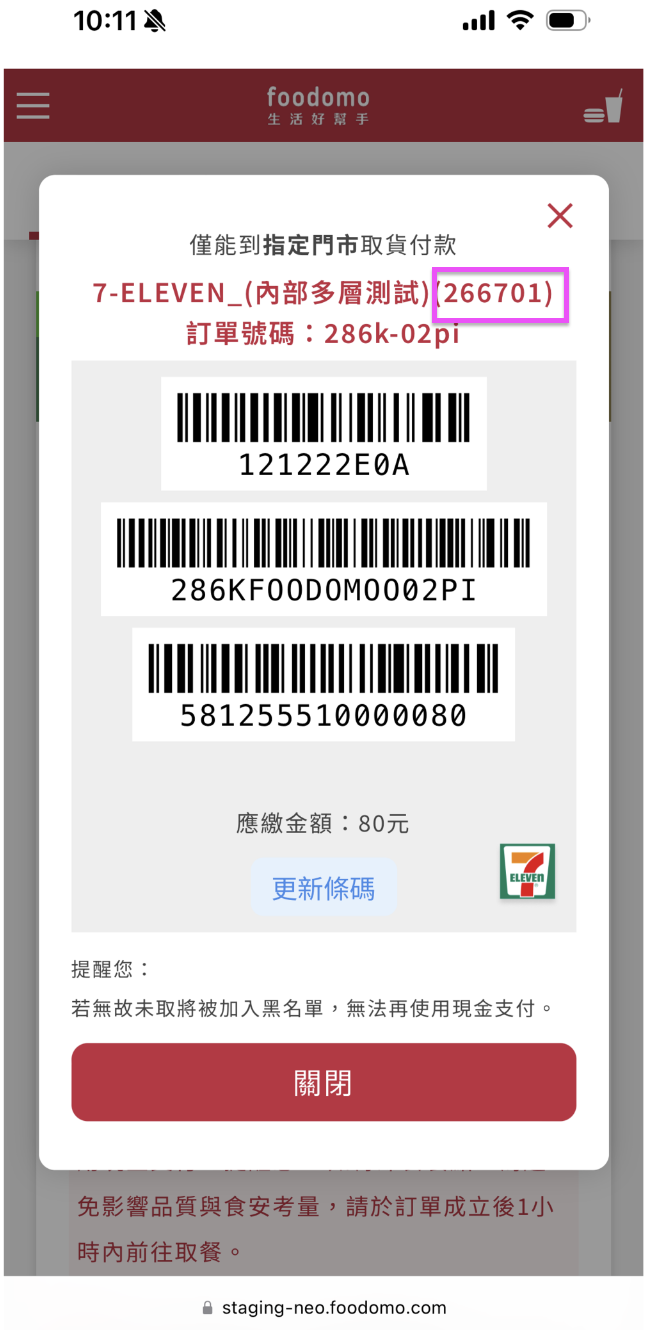 10:11
foodomo
生活好幫手
僅能到指定門市取貨付款
7-ELEVEN_(內部多層測試)(266701)
訂單號碼：286k-02pi
121222E0A
286KFOODOMOO02PI
581255510000080
應繳金額：80元
ELEVEN
更新條碼
提醒您：
若無故未取將被加入黑名單，無法再使用現金支付。
關閉
免影響品質與食安考量，請於訂單成立後1小
時內前往取餐。
staging-neo.foodomo.com